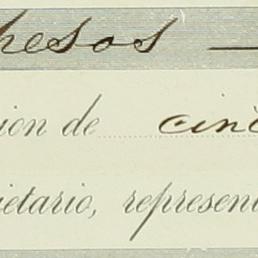 pesos —
ion de cinc
ietario, represent